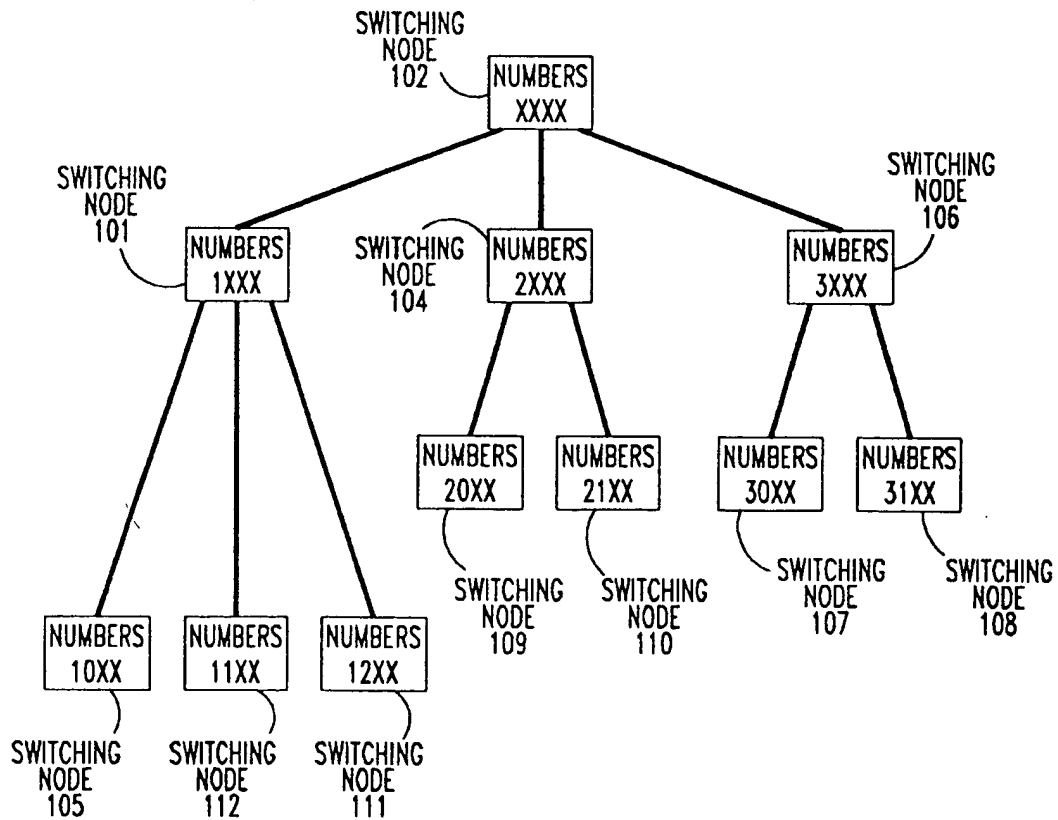 SWITCHING
NODE
102
NUMBERS
XXXX
SWITCHING
NODE
101
NUMBERS
1XXX
SWITCHING
NODE
104
NUMBERS
2XXX
SWITCHING
NODE
106
NUMBERS
3XXX
NUMBERS
20XX
NUMBERS
21XX
NUMBERS
30XX
NUMBERS
31XX
SWITCHING
NODE
109
SWITCHING
NODE
110
SWITCHING
NODE
107
SWITCHING
NODE
108
NUMBERS
10XX
NUMBERS
11XX
NUMBERS
12XX
SWITCHING
NODE
105
SWITCHING
NODE
112
SWITCHING
NODE
111